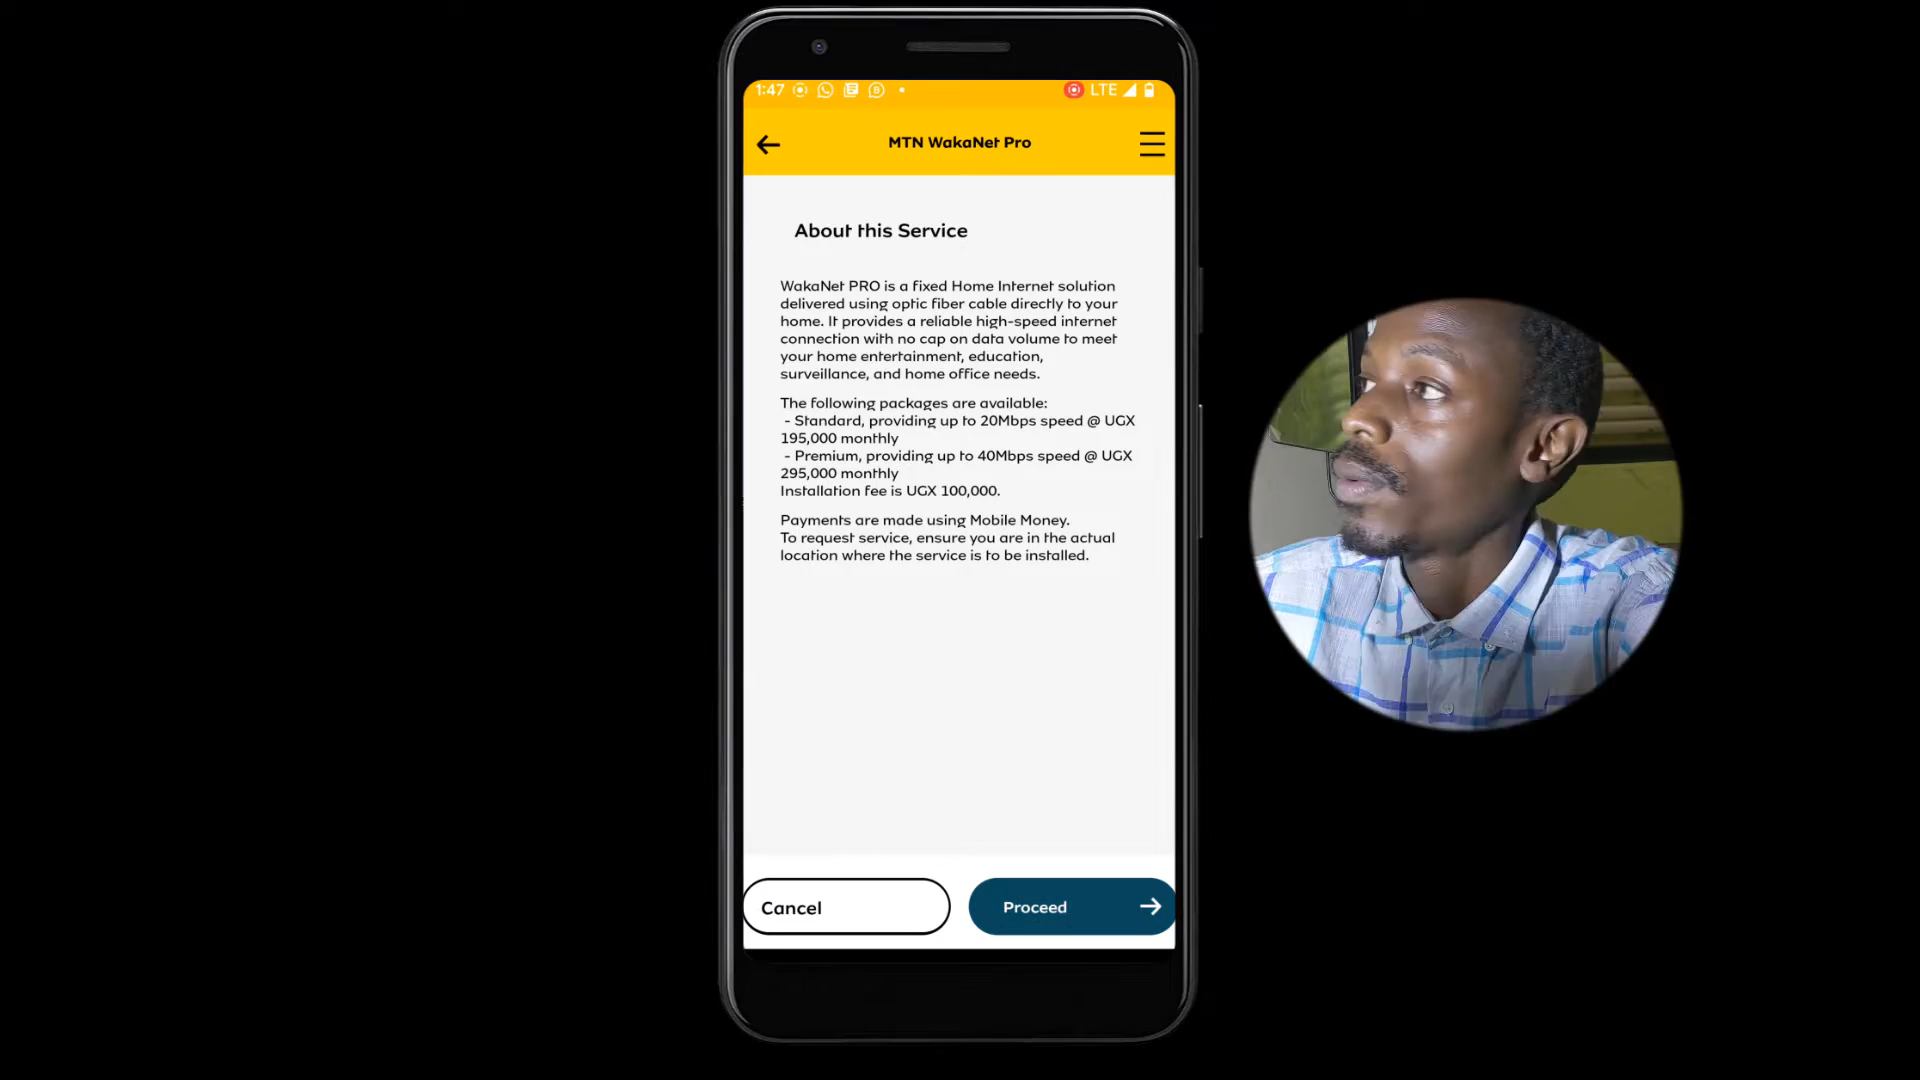 1:47
LTE
MTN WakaNet Pro
About this Service
WakaNet PRO is a fixed Home Internet solution
delivered using optic fiber cable directly to your
home. It provides a reliable high-speed internet
connection with no cap on data volume to meet
your home entertainment, education,
surveillance, and home office needs.
The following packages are available:
- Standard, providing up to 20Mbps speed @ UGX
195,000 monthly
- Premium, providing up to 40Mbps speed @ UGX
295,000 monthly
Installation fee is UGX 100,000.
Payments are made using Mobile Money.
To request service, ensure you are in the actual
location where the service is to be installed.
Cancel
Proceed